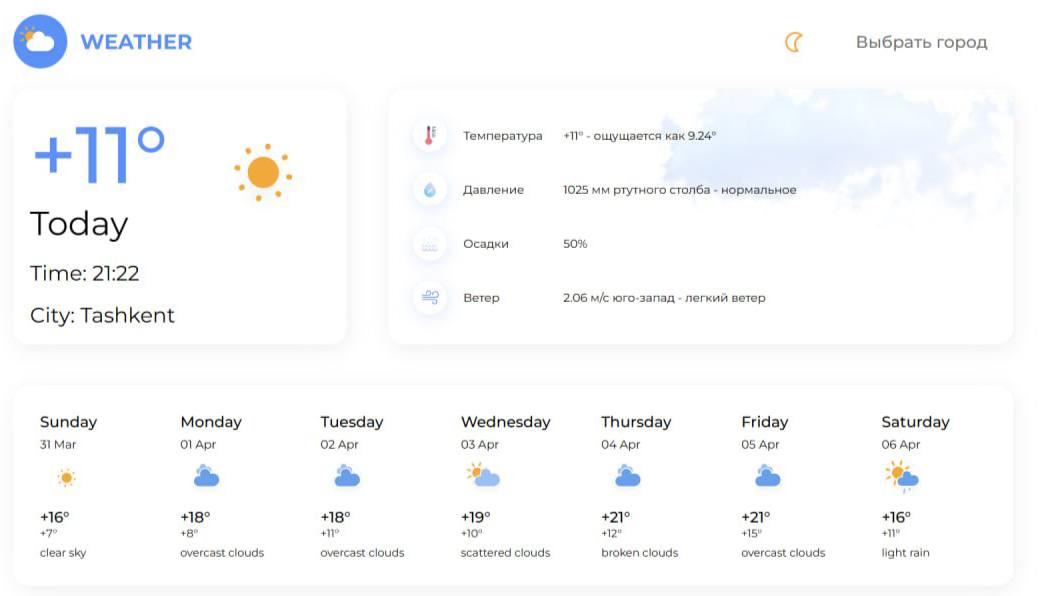 WEATHER
Выбрать город
+11°
Today
Time: 21:22
City: Tashkent
Температура +11° - ощущается как 9.24°
Давление 1025 мм ртутного столба - нормальное
Осадки 50%
Ветер 2.06 м/с юго-запад - легкий ветер
Sunday Monday Tuesday Wednesday Thursday Friday Saturday
31 Mar 01 Apr 02 Apr 03 Apr 04 Apr 05 Apr 06 Apr
+16° +18° +18° +19° +21° +21° +16°
+7° +8° +11° +10° +12° +15° +11°
clear sky overcast clouds overcast clouds scattered clouds broken clouds overcast clouds light rain